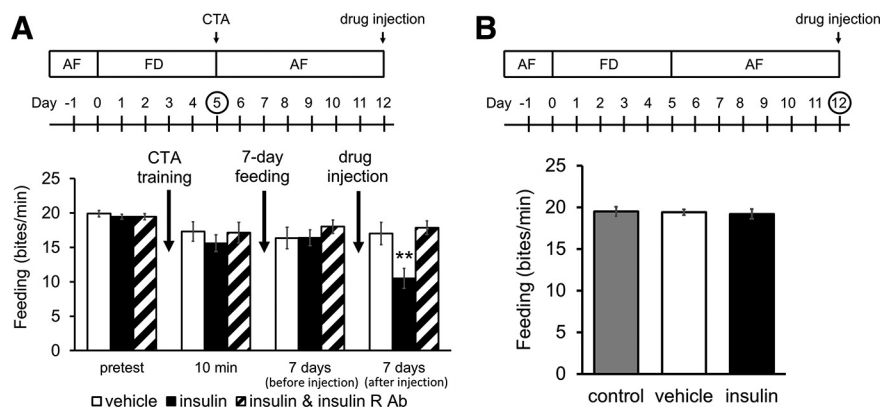 A
CTA
drug injection
AF FD AF
Day -1 0 1 2 3 4 5 6 7 8 9 10 11 12
CTA training
7-day feeding
drug injection
Feeding (bites/min)
25
20
15
10
5
0
**
pretest
10 min
7 days (before injection)
7 days (after injection)
vehicle insulin insulin & insulin R Ab
B
drug injection
AF FD AF
Day -1 0 1 2 3 4 5 6 7 8 9 10 11 12
Feeding (bites/min)
25
20
15
10
5
0
control vehicle insulin